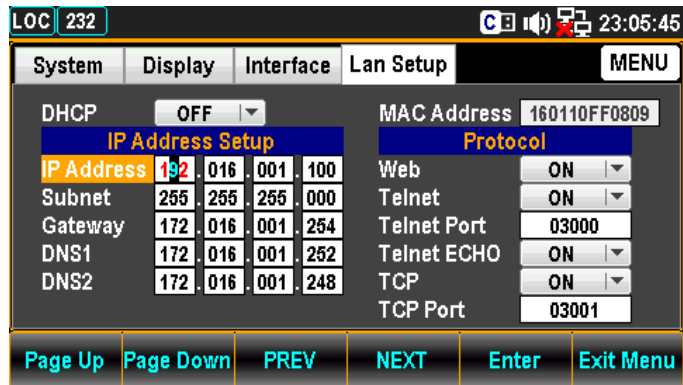 LOC 232 C 23:05:45
System Display Interface Lan Setup MENU
DHCP OFF MAC Address 160110FF0809
IP Address Setup Protocol
IP Address 192.016.001.100 Web ON
Subnet 255.255.255.000 Telnet ON
Gateway 172.016.001.254 Telnet Port 03000
DNS1 172.016.001.252 Telnet ECHO ON
DNS2 172.016.001.248 TCP ON
TCP Port 03001
Page Up Page Down PREV NEXT Enter Exit Menu